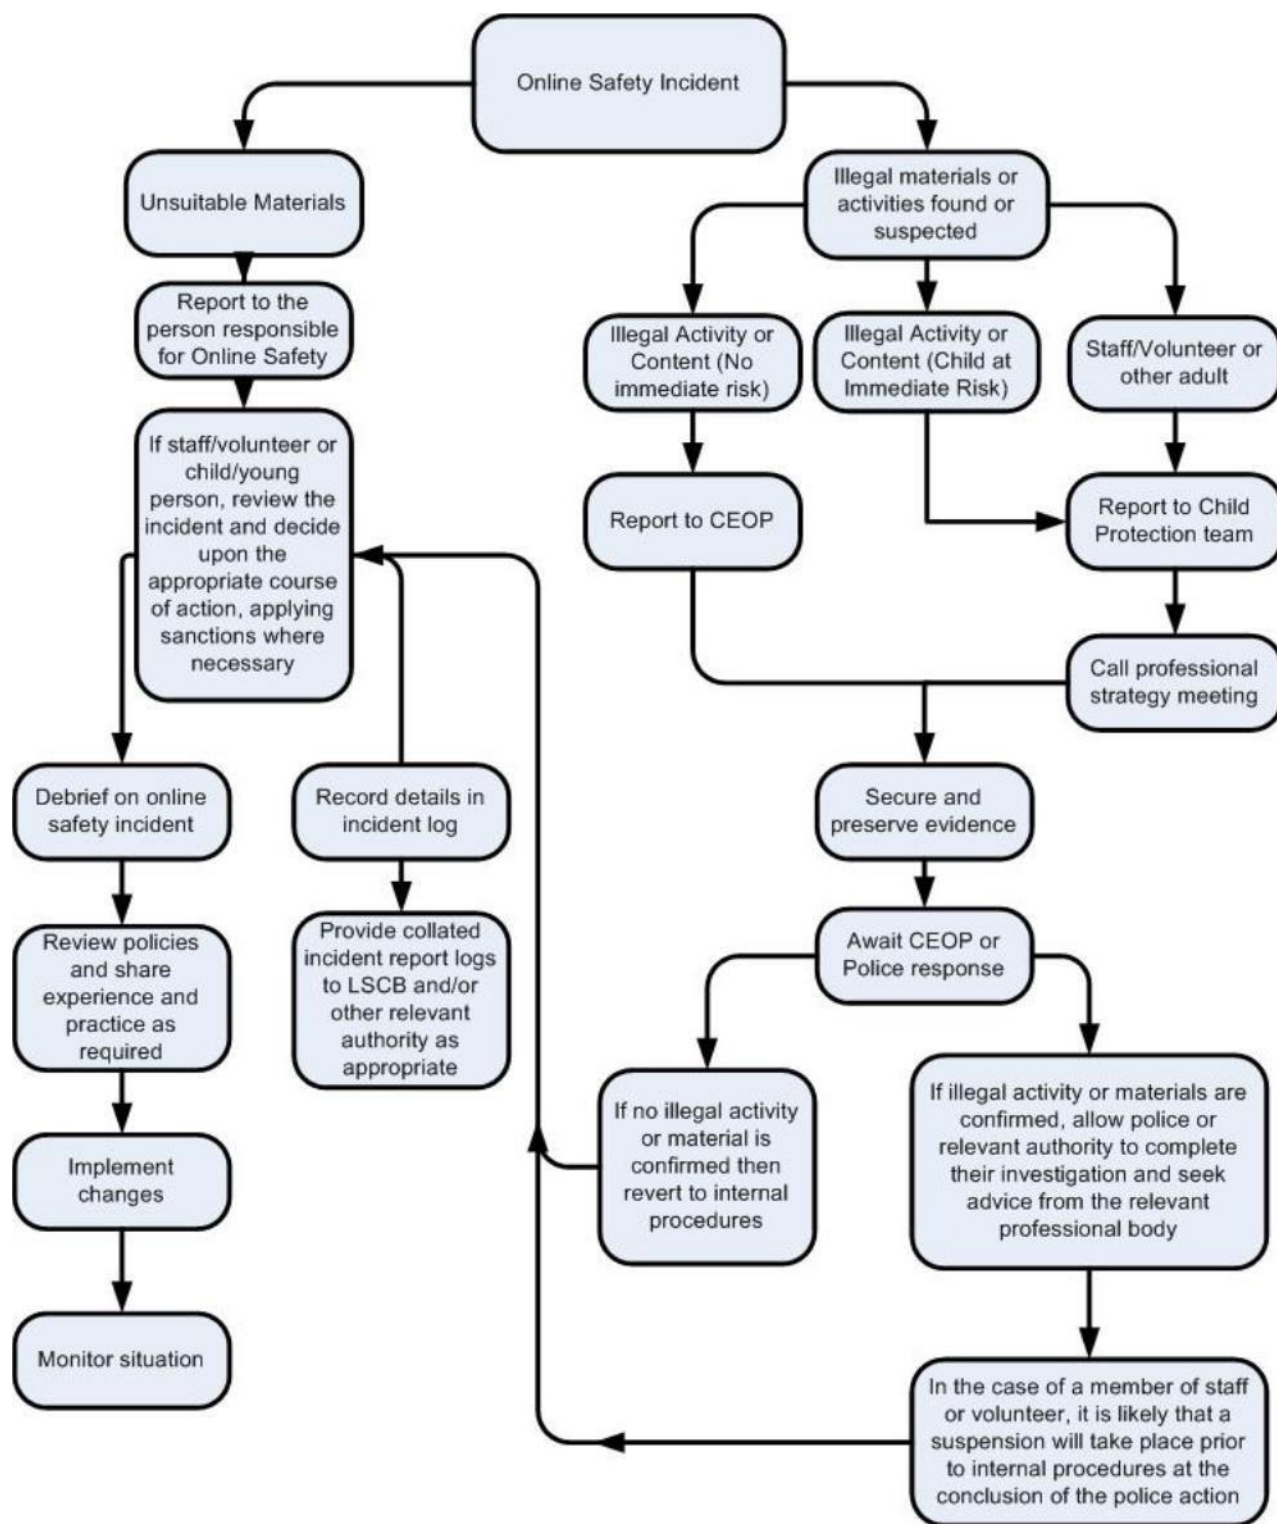 Online Safety Incident
Unsuitable Materials
Illegal materials or
activities found or
suspected
Report to the
person responsible
for Online Safety
Illegal Activity or
Content (No
immediate risk)
Illegal Activity or
Content (Child at
Immediate Risk)
Staff/Volunteer or
other adult
If staff/volunteer or
child/young
person, review the
incident and decide
upon the
appropriate course
of action, applying
sanctions where
necessary
Report to CEOP
Report to Child
Protection team
Call professional
strategy meeting
Debrief on online
safety incident
Record details in
incident log
Secure and
preserve evidence
Review policies
and share
experience and
practice as
required
Provide collated
incident report logs
to LSCB and/or
other relevant
authority as
appropriate
Await CEOP or
Police response
If no illegal activity
or material is
confirmed then
revert to internal
procedures
If illegal activity or materials are
confirmed, allow police or
relevant authority to complete
their investigation and seek
advice from the relevant
professional body
Implement
changes
Monitor situation
In the case of a member of staff
or volunteer, it is likely that a
suspension will take place prior
to internal procedures at the
conclusion of the police action